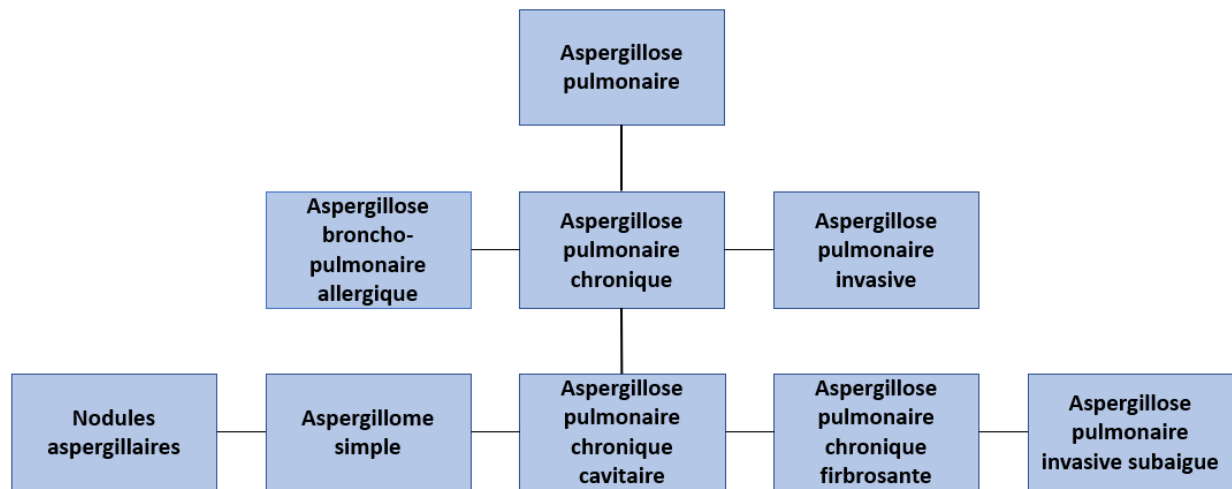 Aspergillose
pulmonaire
Aspergillose
broncho-
pulmonaire
allergique
Aspergillose
pulmonaire
chronique
Aspergillose
pulmonaire
invasive
Nodules
aspergillaires
Aspergillome
simple
Aspergillose
pulmonaire
chronique
cavitaire
Aspergillose
pulmonaire
chronique
firbrosante
Aspergillose
pulmonaire
invasive subaigue